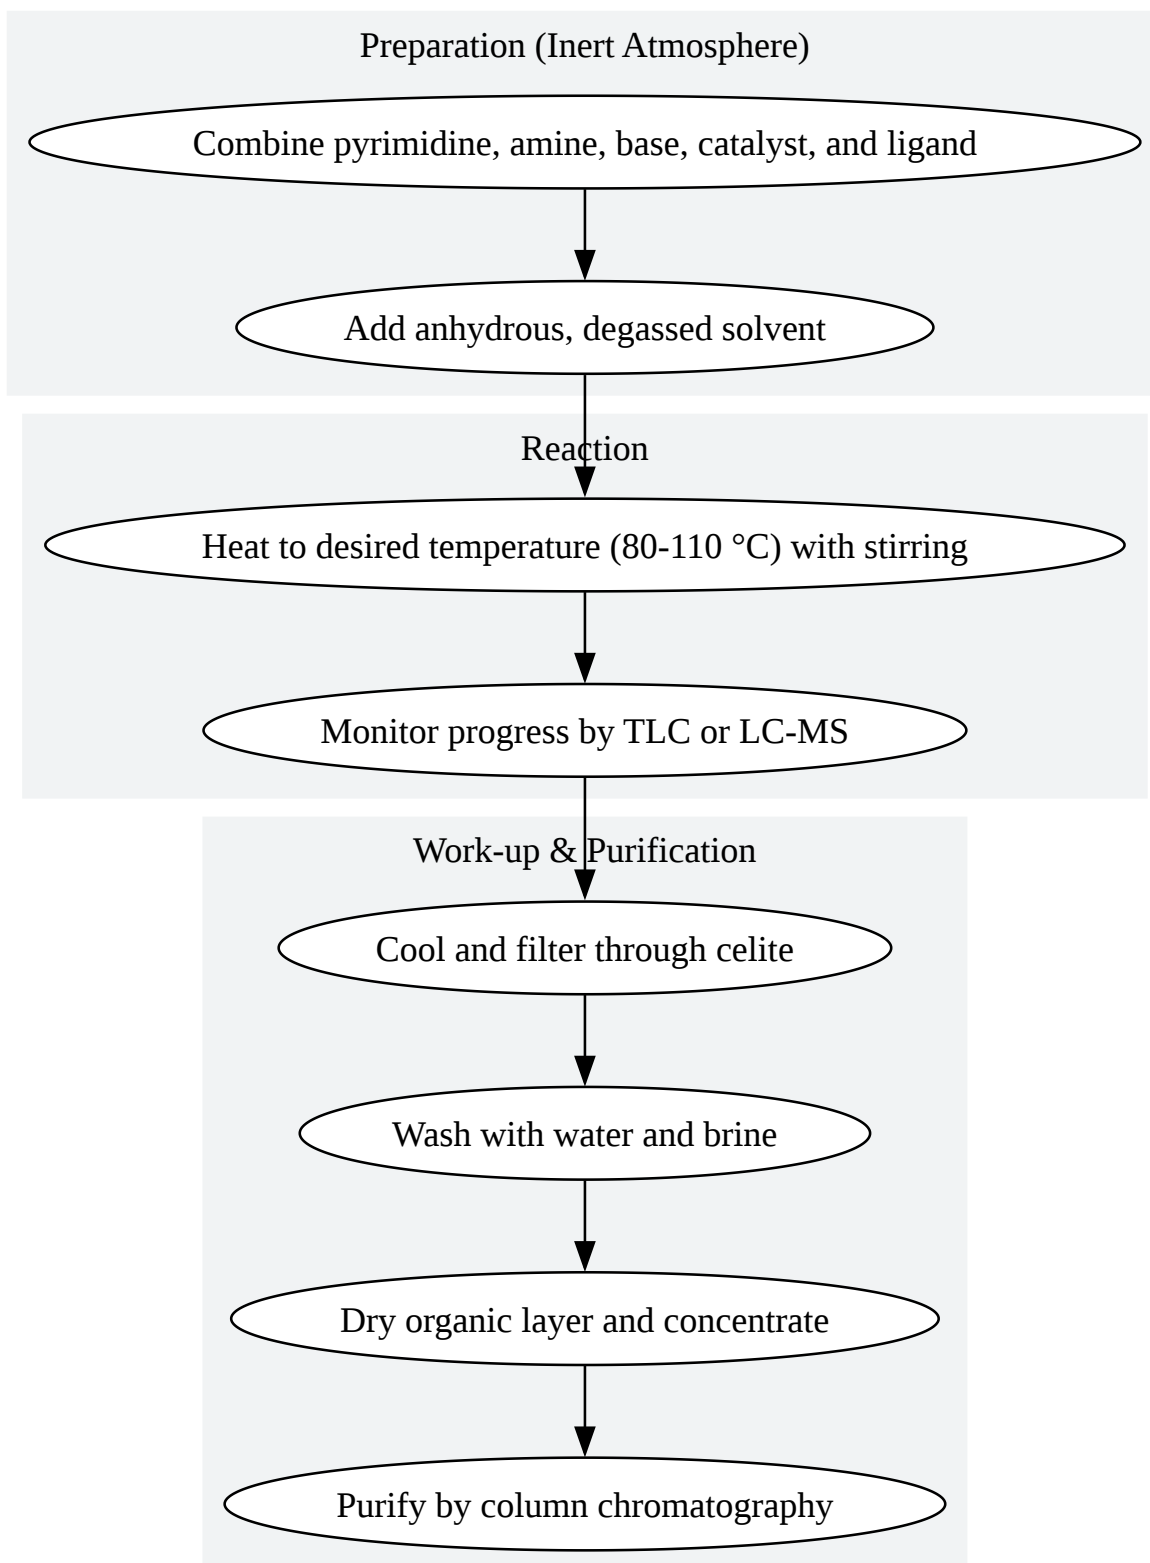 Preparation (Inert Atmosphere)
Combine pyrimidine, amine, base, catalyst, and ligand
Add anhydrous, degassed solvent
Reaction
Heat to desired temperature (80-110 °C) with stirring
Monitor progress by TLC or LC-MS
Work-up & Purification
Cool and filter through celite
Wash with water and brine
Dry organic layer and concentrate
Purify by column chromatography